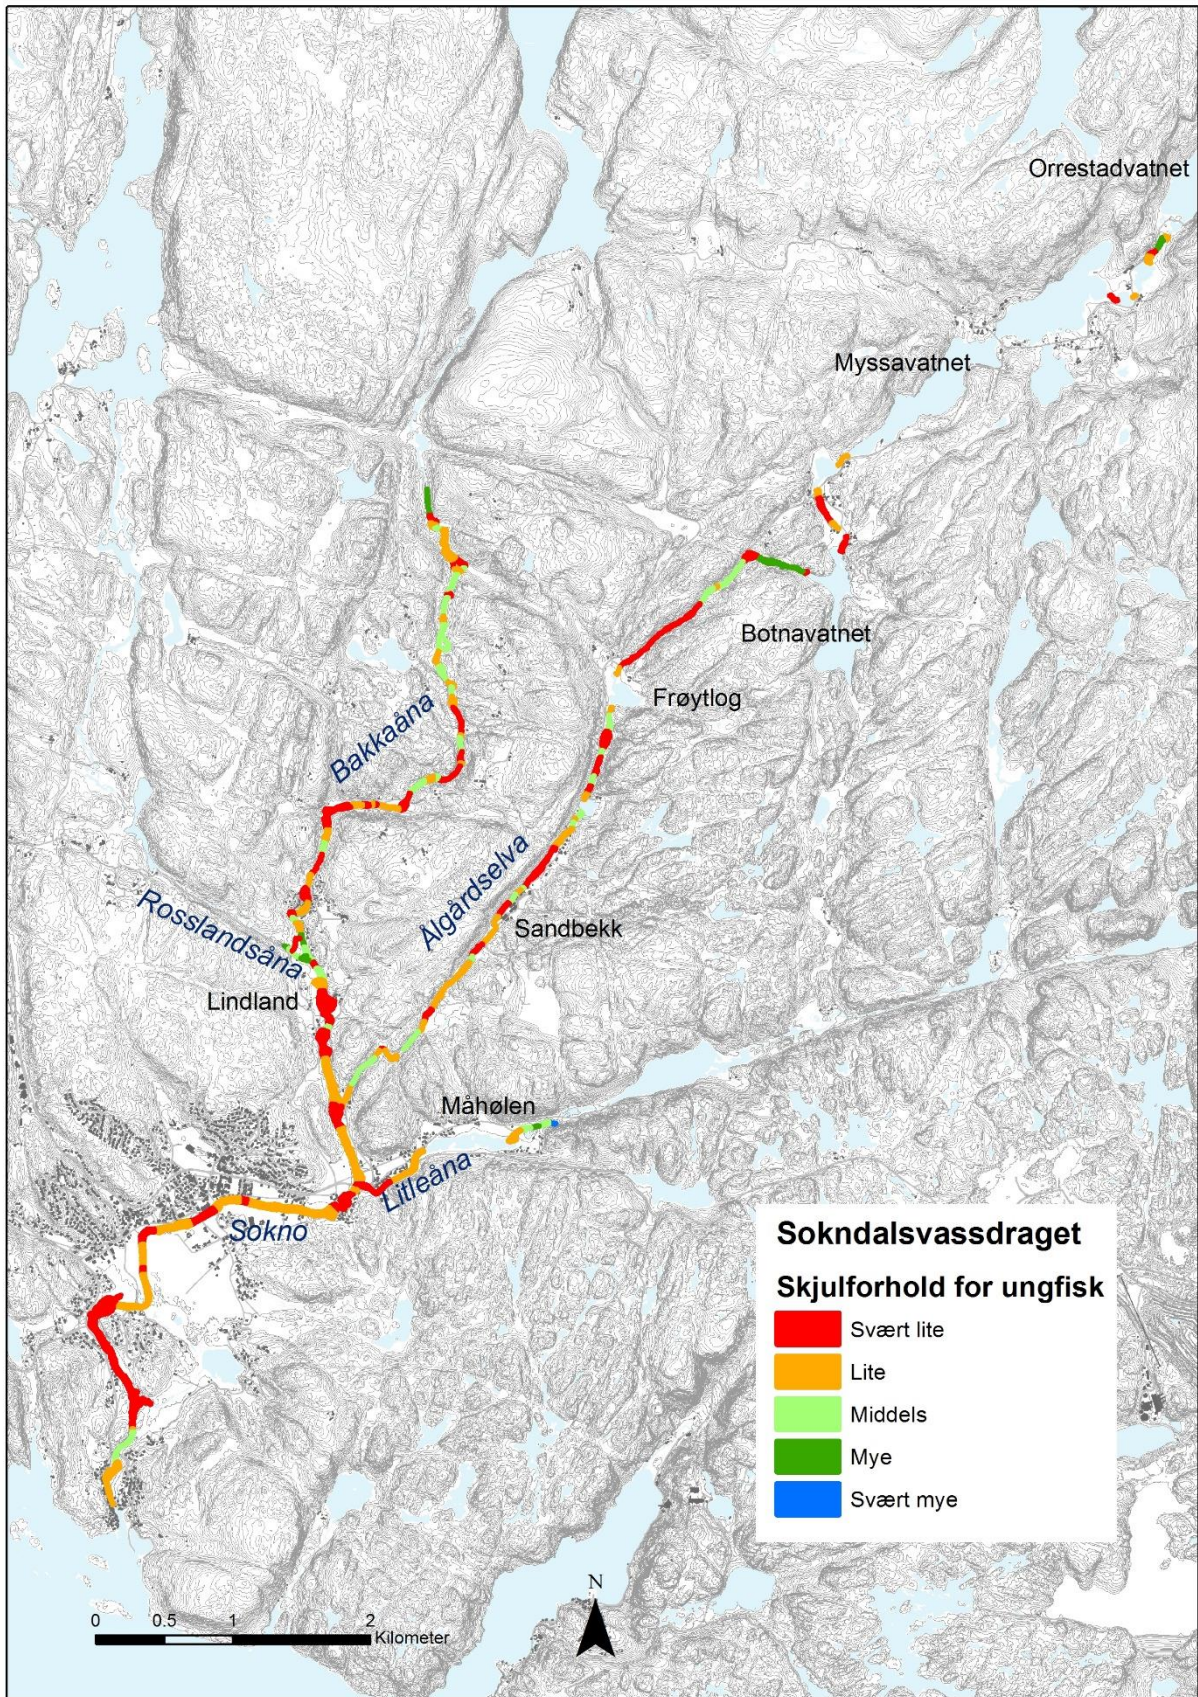 Orrestadvatnet
Myssavatnet
Botnavatnet
Frøytlog
Bakkaåna
Ålgårdselva
Sandbekk
Rosslandsåna
Lindland
Måhølen
Litleåna
Sokno
Sokndalsvassdraget
Skjulforhold for ungfisk
Svært lite
Lite
Middels
Mye
Svært mye
N
0 0.5 1 2
Kilometer